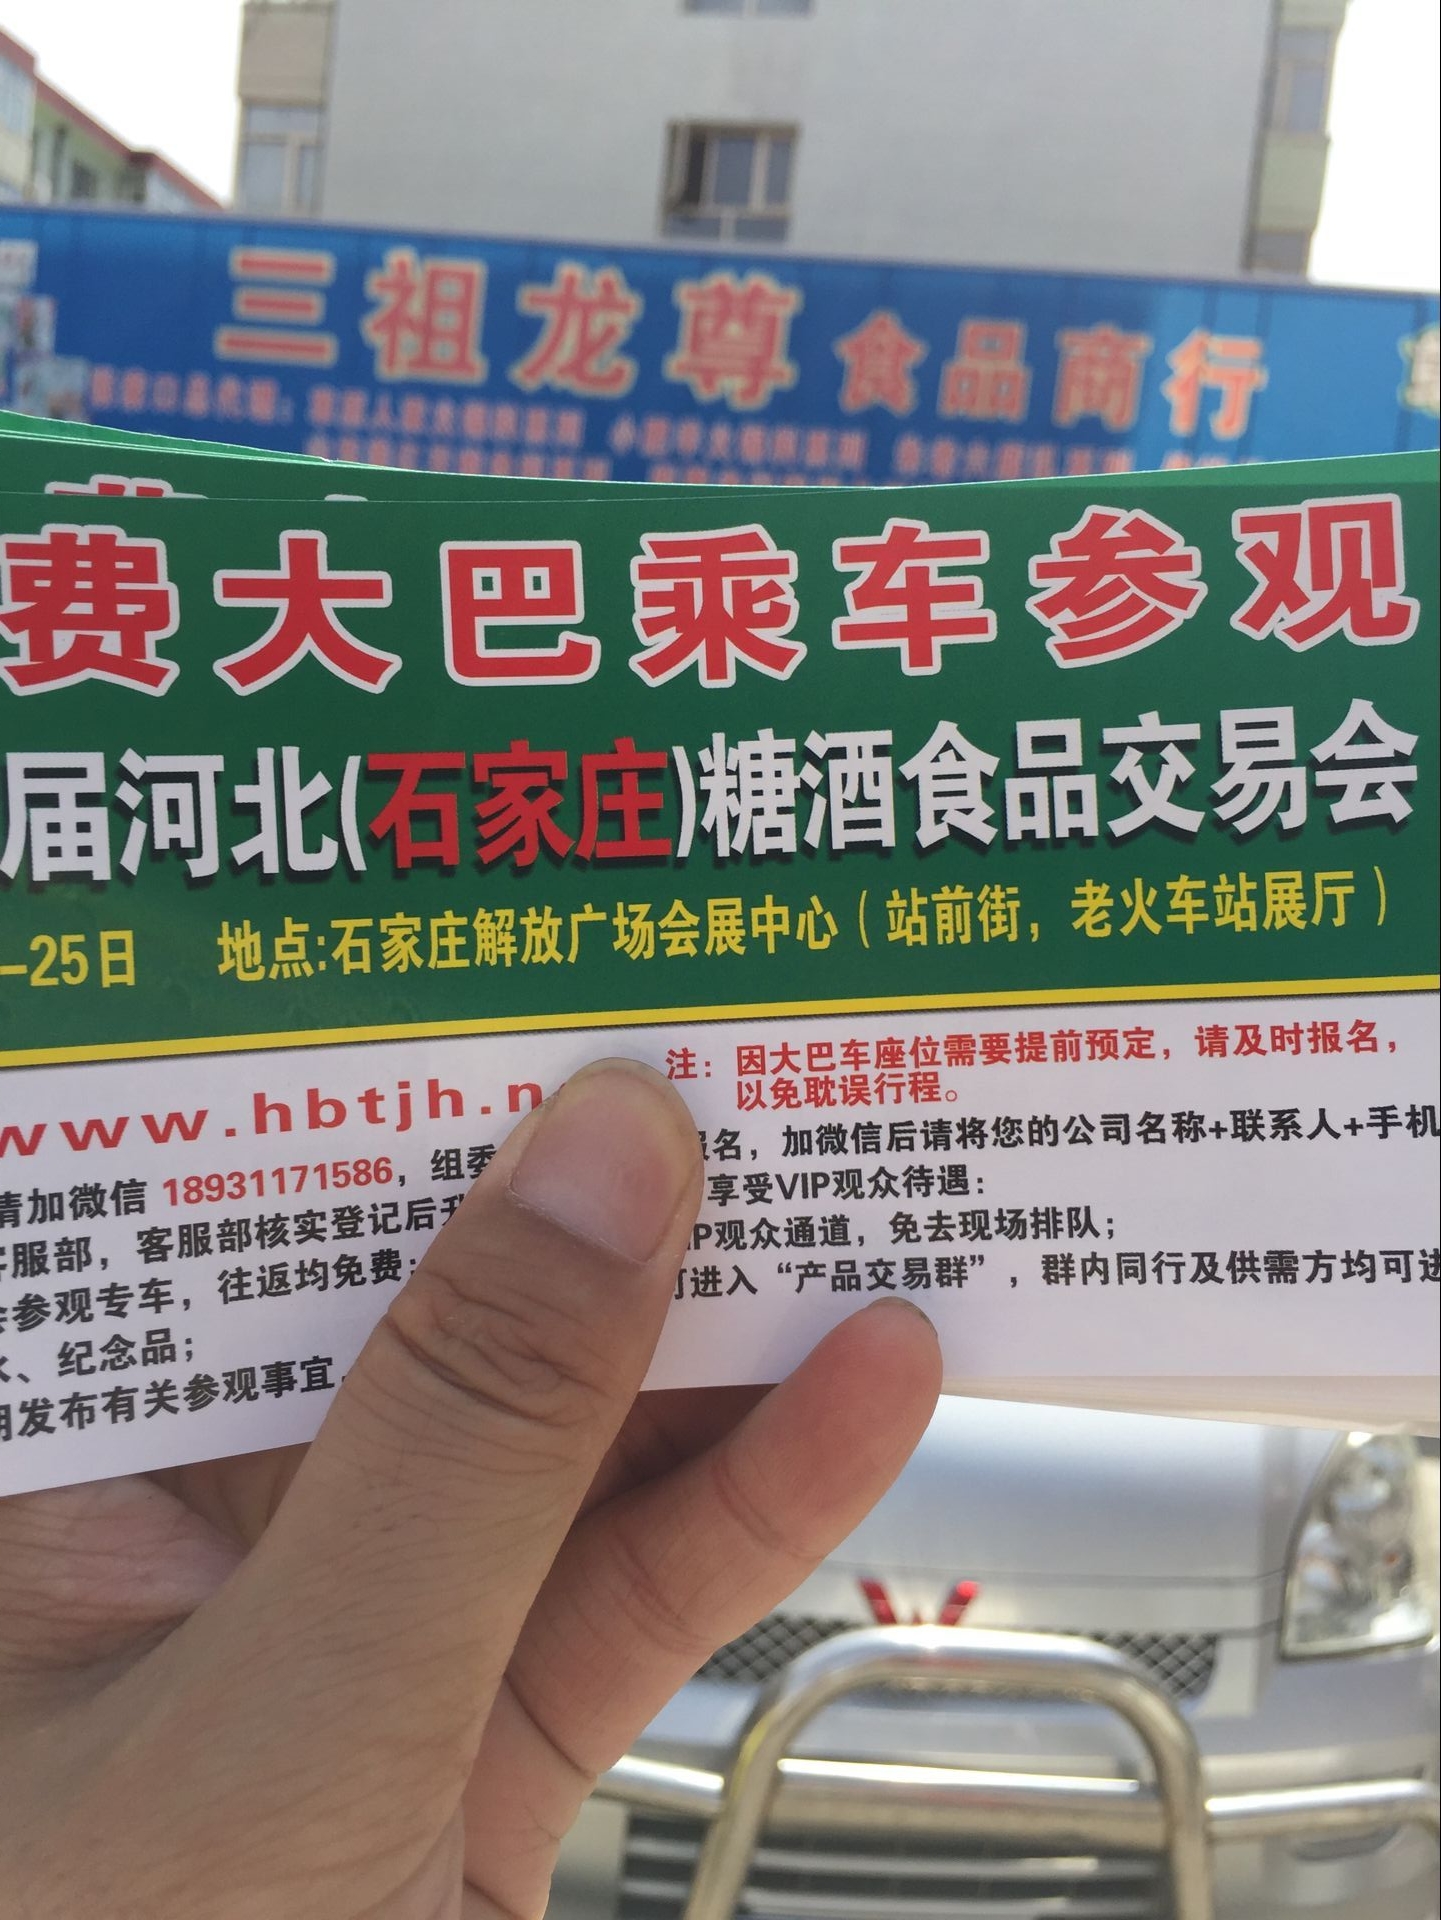 三祖龙尊食品商行
费大巴乘车参观
届河北(石家庄)糖酒食品交易会
-25日 地点:石家庄解放广场会展中心(站前街,老火车站展厅)
www.hbtjh.n
注:因大巴车座位需要提前预定,请及时报名,
以免耽误行程。
请加微信 18931171586,组委 报名,加微信后请将您的公司名称+联系人+手机
客服部,客服部核实登记后 享受VIP观众待遇:
会参观专车,往返均免费; IP观众通道,免去现场排队;
水、纪念品; 可进入“产品交易群”,群内同行及供需方均可进
期发布有关参观事宜